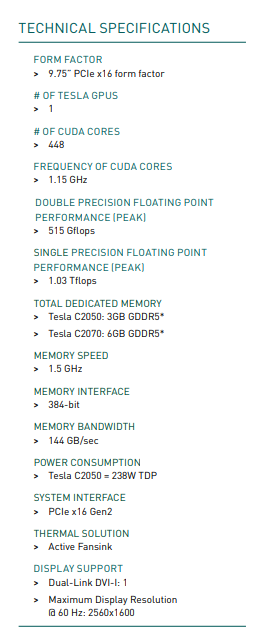 TECHNICAL SPECIFICATIONS
FORM FACTOR
> 9.75" PCIe x16 form factor
# OF TESLA GPUS
> 1
# OF CUDA CORES
> 448
FREQUENCY OF CUDA CORES
> 1.15 GHz
DOUBLE PRECISION FLOATING POINT
PERFORMANCE (PEAK)
> 515 Gflops
SINGLE PRECISION FLOATING POINT
PERFORMANCE (PEAK)
> 1.03 Tflops
TOTAL DEDICATED MEMORY
> Tesla C2050: 3GB GDDR5*
> Tesla C2070: 6GB GDDR5*
MEMORY SPEED
> 1.5 GHz
MEMORY INTERFACE
> 384-bit
MEMORY BANDWIDTH
> 144 GB/sec
POWER CONSUMPTION
> Tesla C2050 = 238W TDP
SYSTEM INTERFACE
> PCIe x16 Gen2
THERMAL SOLUTION
> Active Fansink
DISPLAY SUPPORT
> Dual-Link DVI-I: 1
> Maximum Display Resolution
@ 60 Hz: 2560x1600